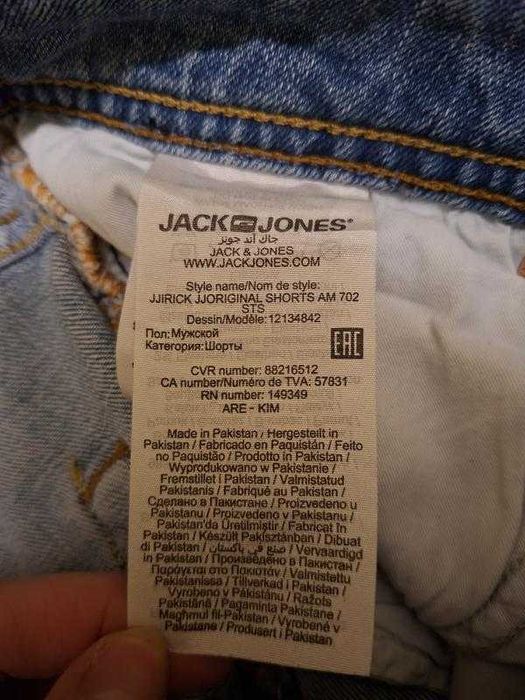 JACK JONES®
جاك أند جونز
JACK & JONES
WWW.JACKJONES.COM
Style name/Nom de style:
JJIRICK JJORIGINAL SHORTS AM 702
STS
Dessin/Modèle: 12134842
Пол: Мужской
Категория: Шорты
EAC
CVR number: 88216512
CA number/Numéro de TVA: 57831
RN number: 149349
ARE - KIM
Made in Pakistan / Hergestellt in
Pakistan / Fabricado en Paquistán / Feito
no Paquistão / Prodotto in Pakistan /
Wyprodukowano w Pakistanie /
Fremstillet i Pakistan / Valmistatud
Pakistanis / Fabriqué au Pakistan /
Сделано в Пакистане / Proizvedeno u
Pakistanu / Proizvedeno v Pakistanu /
Pakistan'da Üretilmiştir / Fabricat în
Pakistan / Készült Pakisztánban / Dibuat
di Pakistan / صنع في باكستان / Vervaardigd
in Pakistan / Произведено в Пакистан /
Παράγεται στο Πακιστάν / Valmistettu
Pakistanissa / Tillverkad i Pakistan /
Vyrobeno v Pákistánu / Ražots
Pakistānā / Pagaminta Pakistane /
Magħmul fil-Pakistan / Vyrobené v
Pakistane / Produsert i Pakistan